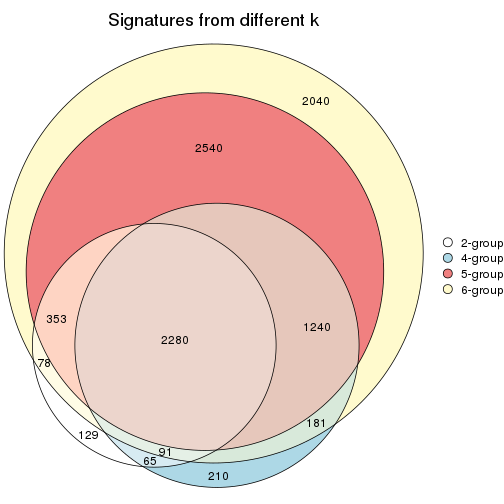 Signatures from different k
2040
2540
2-group
4-group
5-group
6-group
353
1240
2280
78
181
129
91
65
210